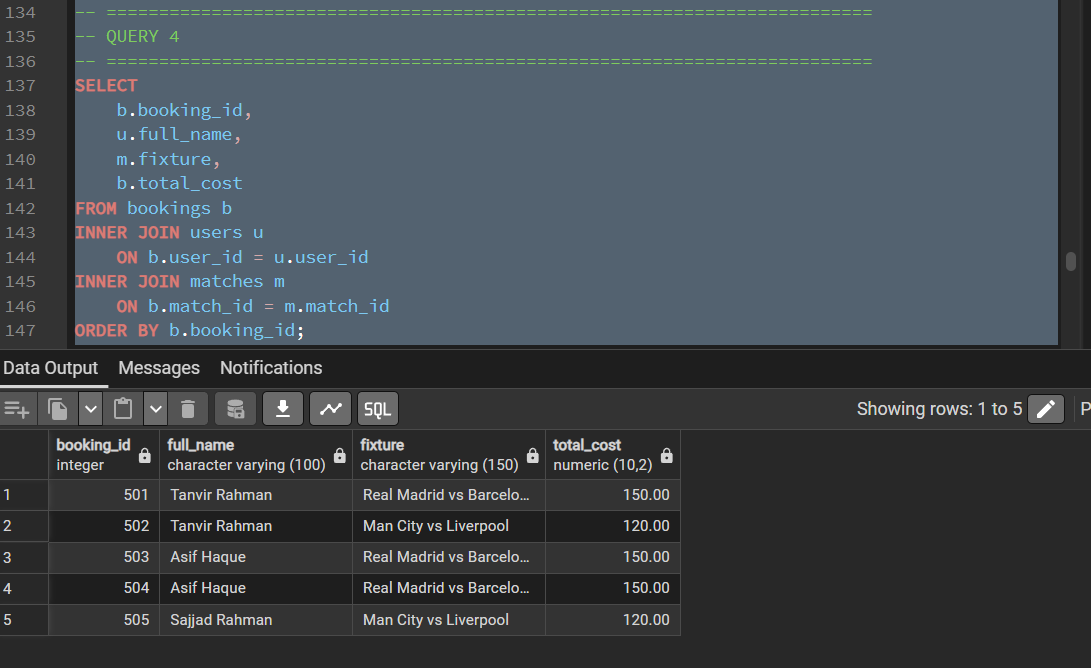 134 -- =========================================================================
135 -- QUERY 4
136 -- =========================================================================
137 SELECT
138     b.booking_id,
139     u.full_name,
140     m.fixture,
141     b.total_cost
142 FROM bookings b
143 INNER JOIN users u
144     ON b.user_id = u.user_id
145 INNER JOIN matches m
146     ON b.match_id = m.match_id
147 ORDER BY b.booking_id;
Data Output Messages Notifications
SQL Showing rows: 1 to 5 P
booking_id full_name fixture total_cost
integer character varying (100) character varying (150) numeric (10,2)
1 501 Tanvir Rahman Real Madrid vs Barcelo... 150.00
2 502 Tanvir Rahman Man City vs Liverpool 120.00
3 503 Asif Haque Real Madrid vs Barcelo... 150.00
4 504 Asif Haque Real Madrid vs Barcelo... 150.00
5 505 Sajjad Rahman Man City vs Liverpool 120.00